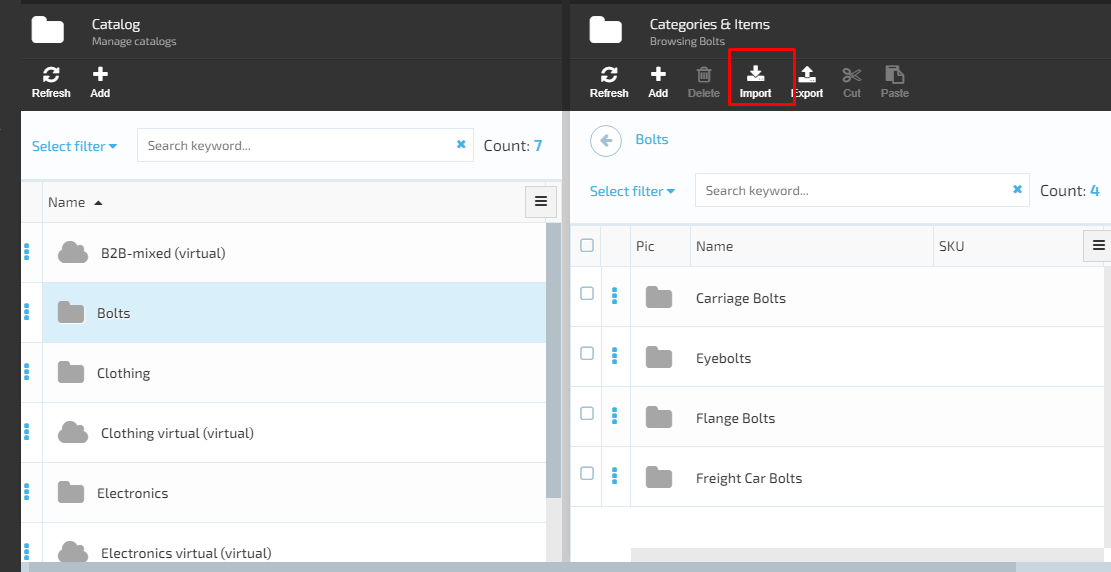 Catalog
Manage catalogs
Refresh
Add
Select filter
Search keyword...
Count: 7
Name
B2B-mixed (virtual)
Bolts
Clothing
Clothing virtual (virtual)
Electronics
Electronics virtual (virtual)
Categories & Items
Browsing Bolts
Refresh
Add
Delete
Import
Export
Cut
Paste
Bolts
Select filter
Search keyword...
Count: 4
Pic
Name
SKU
Carriage Bolts
Eyebolts
Flange Bolts
Freight Car Bolts